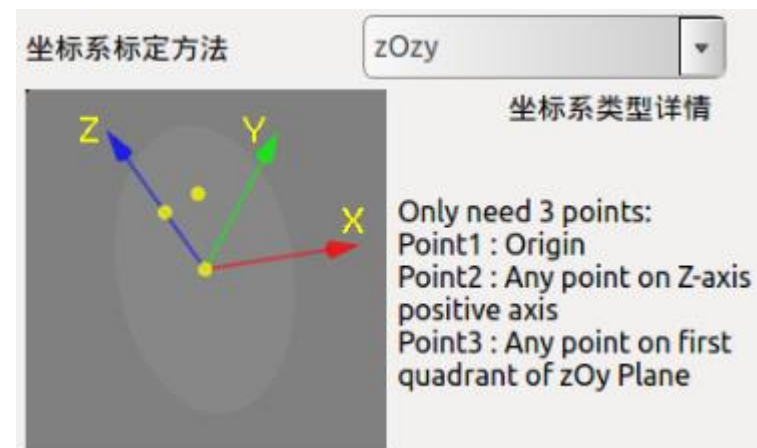 坐标系标定方法
zOzy
坐标系类型详情
Z
Y
X
Only need 3 points:
Point1 : Origin
Point2 : Any point on Z-axis
positive axis
Point3 : Any point on first
quadrant of zOy Plane